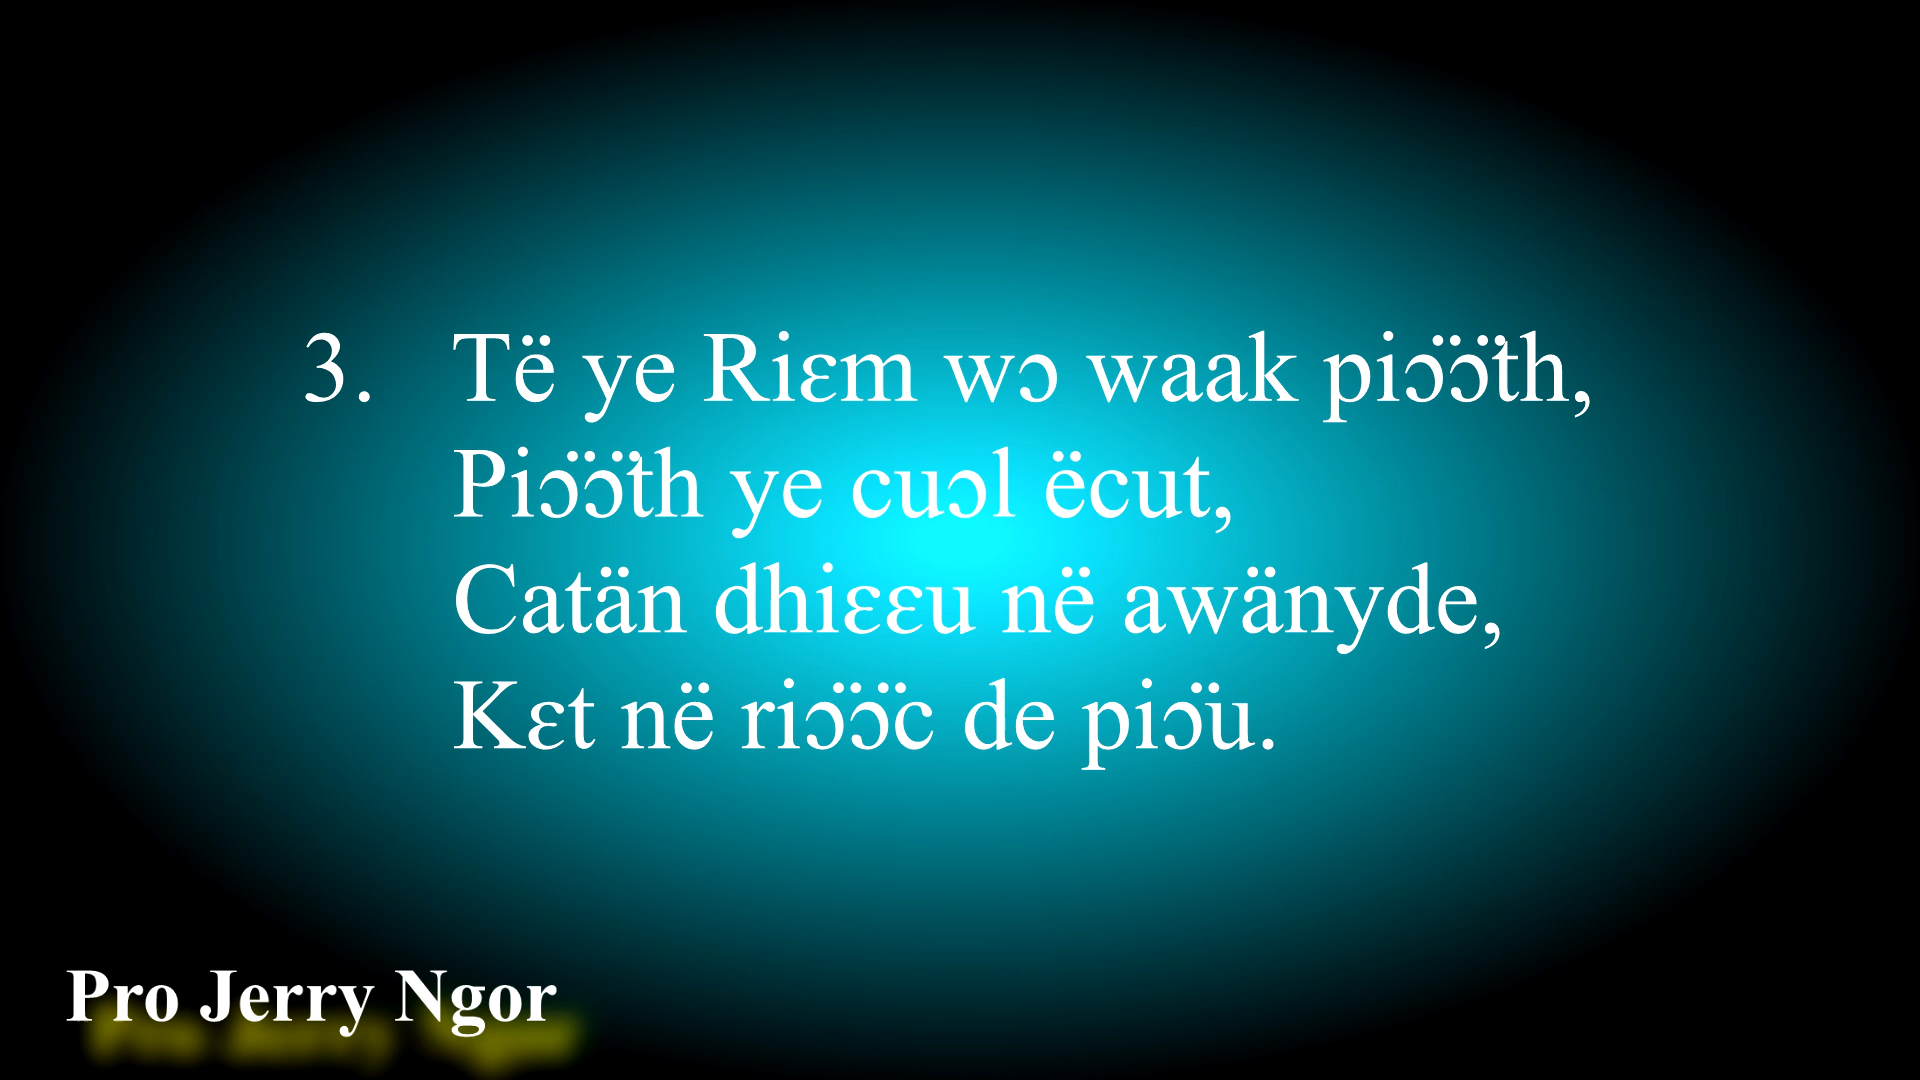 3. Të ye Riɛm wɔ waak piɔ̈ɔ̈th,
Piɔ̈ɔ̈th ye cuɔl ëcut,
Catän dhiɛɛu në awänyde,
Kɛt në riɔ̈ɔ̈c de piɔ̈u.
Pro Jerry Ngor